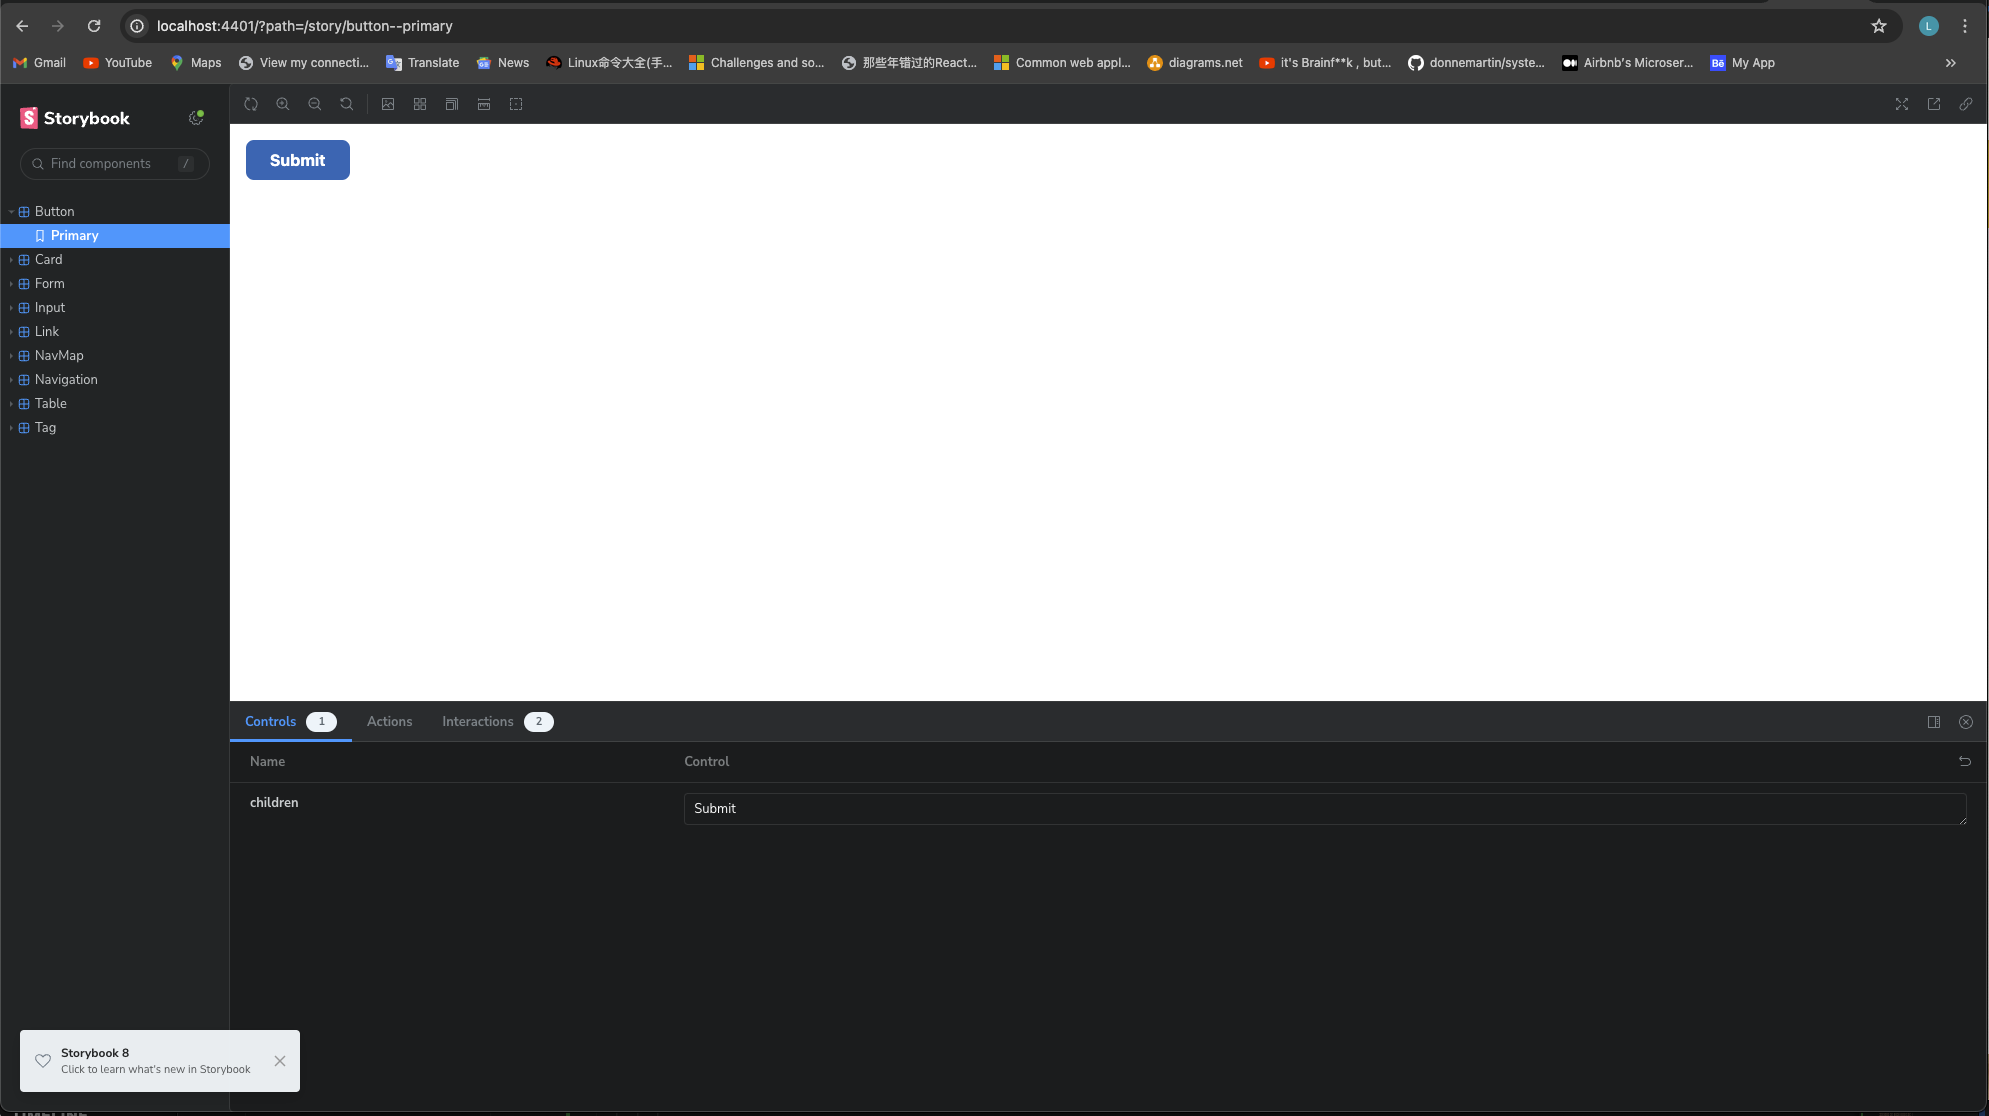 localhost:4401/?path=/story/button--primary
L
Gmail YouTube Maps View my connecti... Translate News Linux命令大全(手... Challenges and so... 那些年错过的React... Common web appl... diagrams.net it's Brainf**k , but... donnemartin/syste... Airbnb's Microser... Bē My App »
S Storybook
Find components /
Submit
Button
Primary
Card
Form
Input
Link
NavMap
Navigation
Table
Tag
Controls 1 Actions Interactions 2
Name Control
children Submit
Storybook 8
Click to learn what's new in Storybook